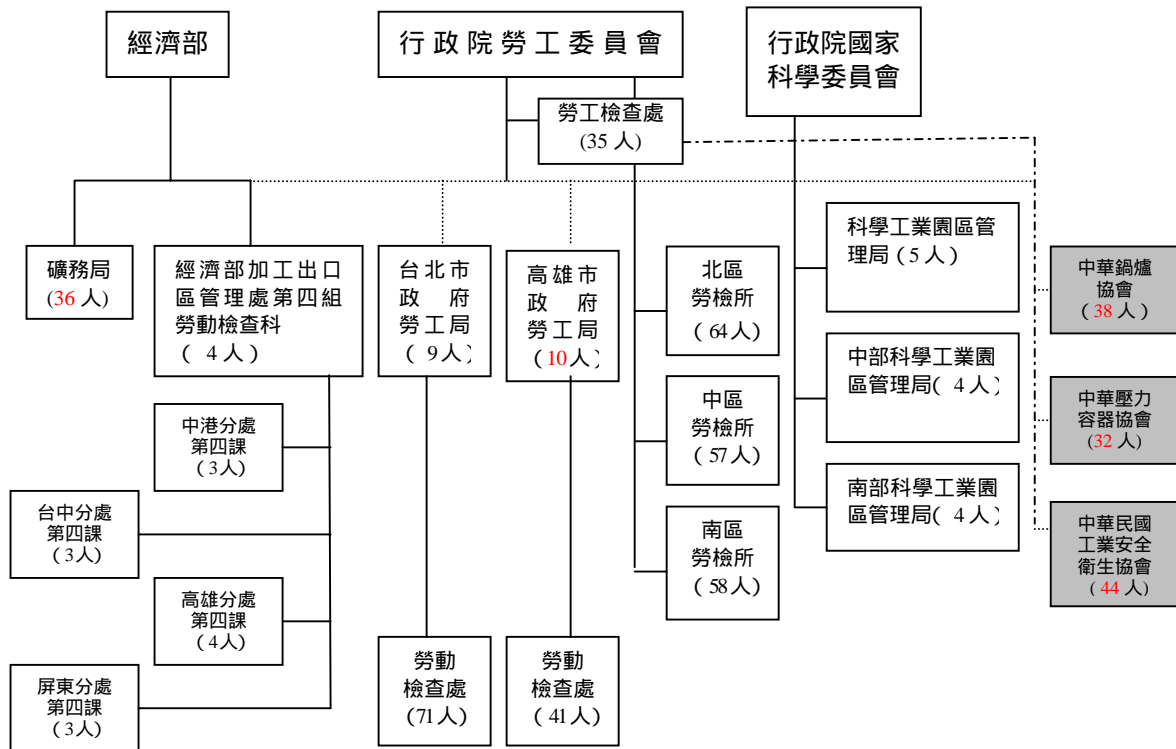 經濟部
行政院勞工委員會
行政院國家
科學委員會
勞工檢查處
(35 人)
礦務局
(36 人)
經濟部加工出口
區管理處第四組
勞動檢查科
( 4人)
台北市
政府
勞工局
( 9人)
高雄市
政府
勞工局
(10人)
北區
勞檢所
(64人)
中區
勞檢所
(57人)
南區
勞檢所
(58人)
科學工業園區管
理局(5人)
中部科學工業園
區管理局( 4人)
南部科學工業園
區管理局( 4人)
中華鍋爐
協會
(38 人)
中華壓力
容器協會
(32 人)
中華民國
工業安全
衛生協會
(44 人)
中港分處
第四課
(3人)
台中分處
第四課
(3人)
高雄分處
第四課
(4人)
屏東分處
第四課
(3人)
勞動
檢查處
(71人)
勞動
檢查處
(41人)